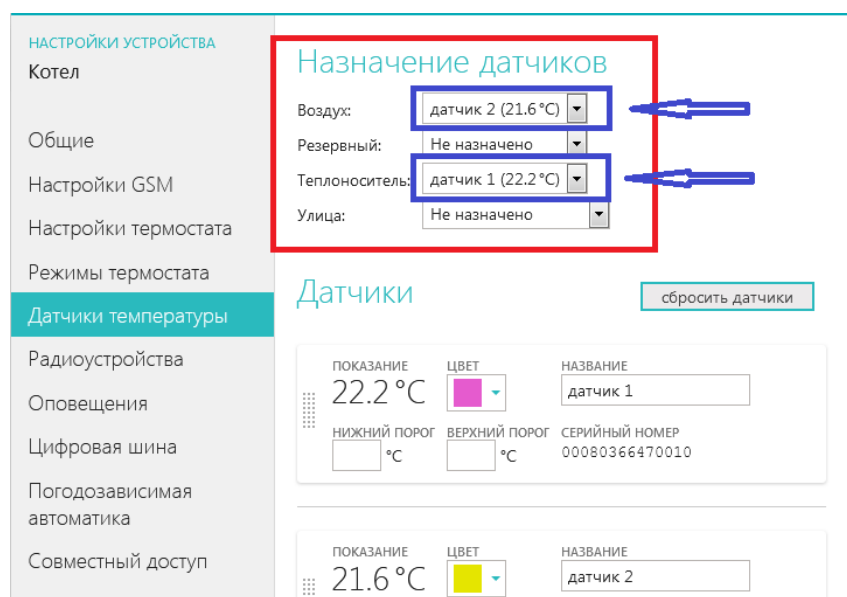 НАСТРОЙКИ УСТРОЙСТВА
Котел
Общие
Настройки GSM
Настройки термостата
Режимы термостата
Датчики температуры
Радиоустройства
Оповещения
Цифровая шина
Погодозависимая
автоматика
Совместный доступ
Назначение датчиков
Воздух: датчик 2 (21.6°C)
Резервный: Не назначено
Теплоноситель: датчик 1 (22.2°C)
Улица: Не назначено
Датчики
сбросить датчики
ПОКАЗАНИЕ ЦВЕТ НАЗВАНИЕ
22.2°C датчик 1
НИЖНИЙ ПОРОГ ВЕРХНИЙ ПОРОГ СЕРИЙНЫЙ НОМЕР
°C °C 00080366470010
ПОКАЗАНИЕ ЦВЕТ НАЗВАНИЕ
21.6°C датчик 2